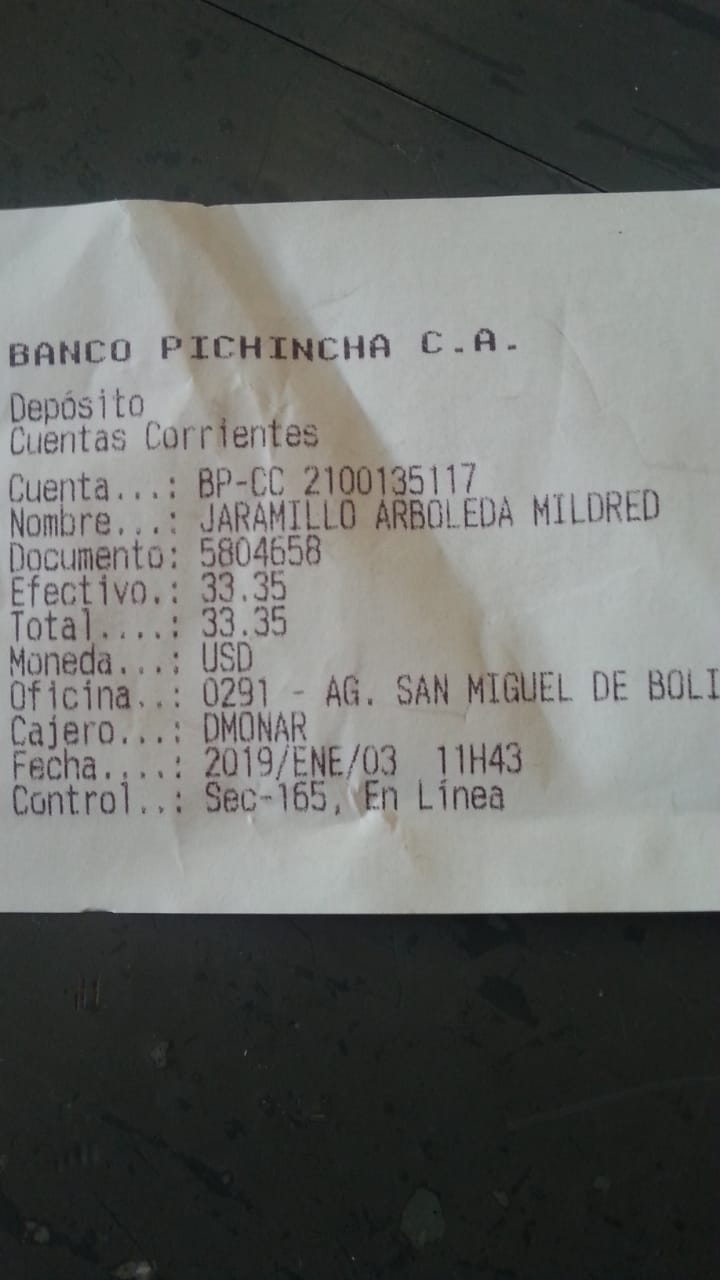 BANCO PICHINCHA C.A.
Depósito
Cuentas Corrientes
Cuenta...: BP-CC 2100135117
Nombre...: JARAMILLO ARBOLEDA MILDRED
Documento: 5804658
Efectivo.: 33.35
Total....: 33.35
Moneda...: USD
Oficina..: 0291 - AG. SAN MIGUEL DE BOLI
Cajero...: DMONAR
Fecha....: 2019/ENE/03 11H43
Control..: Sec-165, En Línea